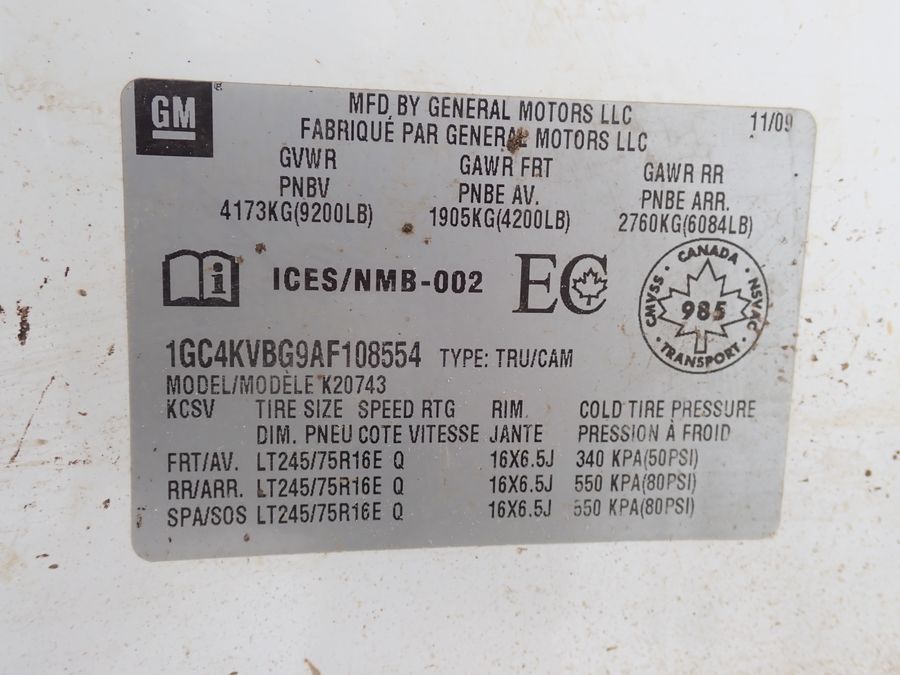 GM
MFD BY GENERAL MOTORS LLC 11/09
FABRIQUÉ PAR GENERAL MOTORS LLC
GVWR GAWR FRT GAWR RR
PNBV PNBE AV. PNBE ARR.
4173KG(9200LB) 1905KG(4200LB) 2760KG(6084LB)
i ICES/NMB-002 EC
CANADA
CMVSS 985 NSVAC
TRANSPORT
1GC4KVBG9AF108554 TYPE: TRU/CAM
MODEL/MODÈLE K20743
KCSV TIRE SIZE SPEED RTG RIM COLD TIRE PRESSURE
DIM. PNEU COTE VITESSE JANTE PRESSION À FROID
FRT/AV. LT245/75R16E Q 16X6.5J 340 KPA(50PSI)
RR/ARR. LT245/75R16E Q 16X6.5J 550 KPA(80PSI)
SPA/SOS LT245/75R16E Q 16X6.5J 550 KPA(80PSI)